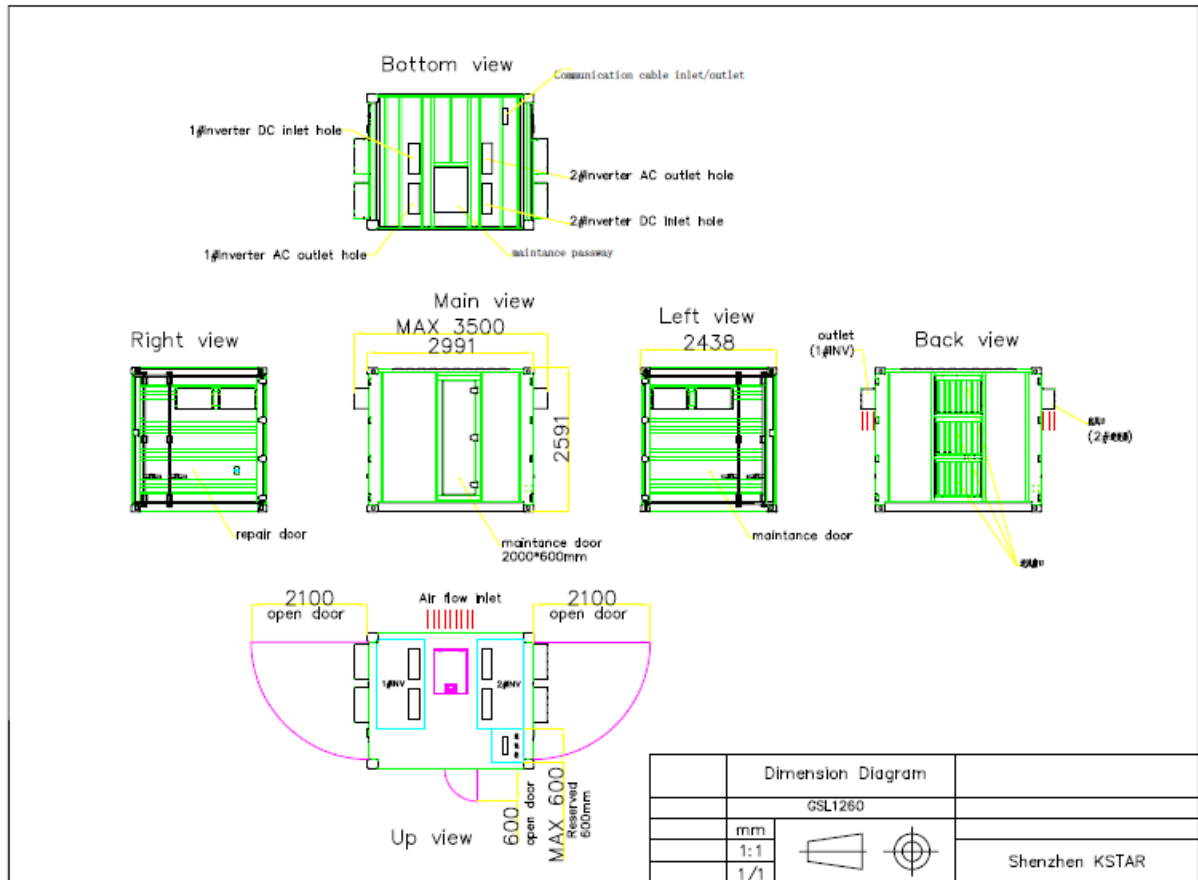 Bottom view
Communication cable inlet/outlet
1#Inverter DC inlet hole
2#Inverter AC outlet hole
2#Inverter DC inlet hole
1#Inverter AC outlet hole
maintance passway
Right view
Main view
MAX 3500
2991
2591
maintance door
2000*600mm
repair door
Left view
2438
maintance door
Back view
outlet
(1#INV)
Air flow inlet
2100
open door
2100
open door
1#INV
2#INV
600
open door
MAX 600
Reserved
600mm
Up view
Dimension Diagram
GSL1260
mm
1:1
1/1
Shenzhen KSTAR